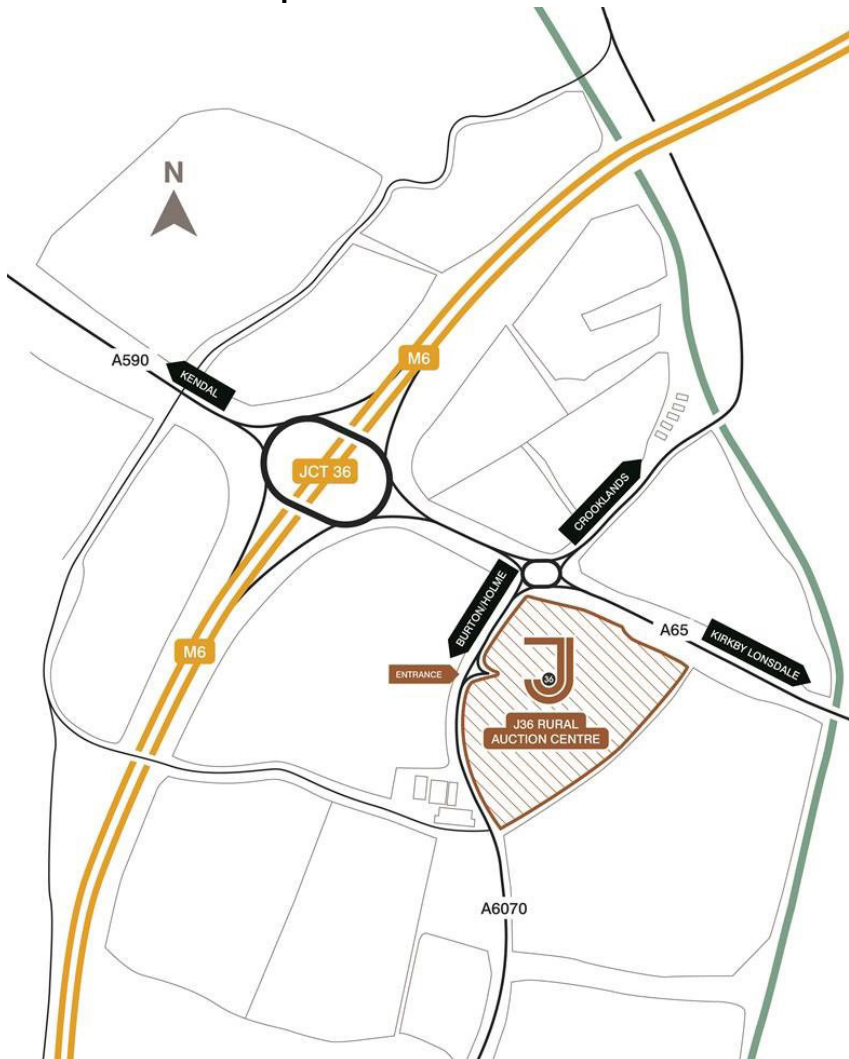 N
A590
KENDAL
M6
JCT 36
CROOKLANDS
BURTON/HOLME
A65
KIRKBY LONSDALE
M6
ENTRANCE
36
J36 RURAL
AUCTION CENTRE
A6070